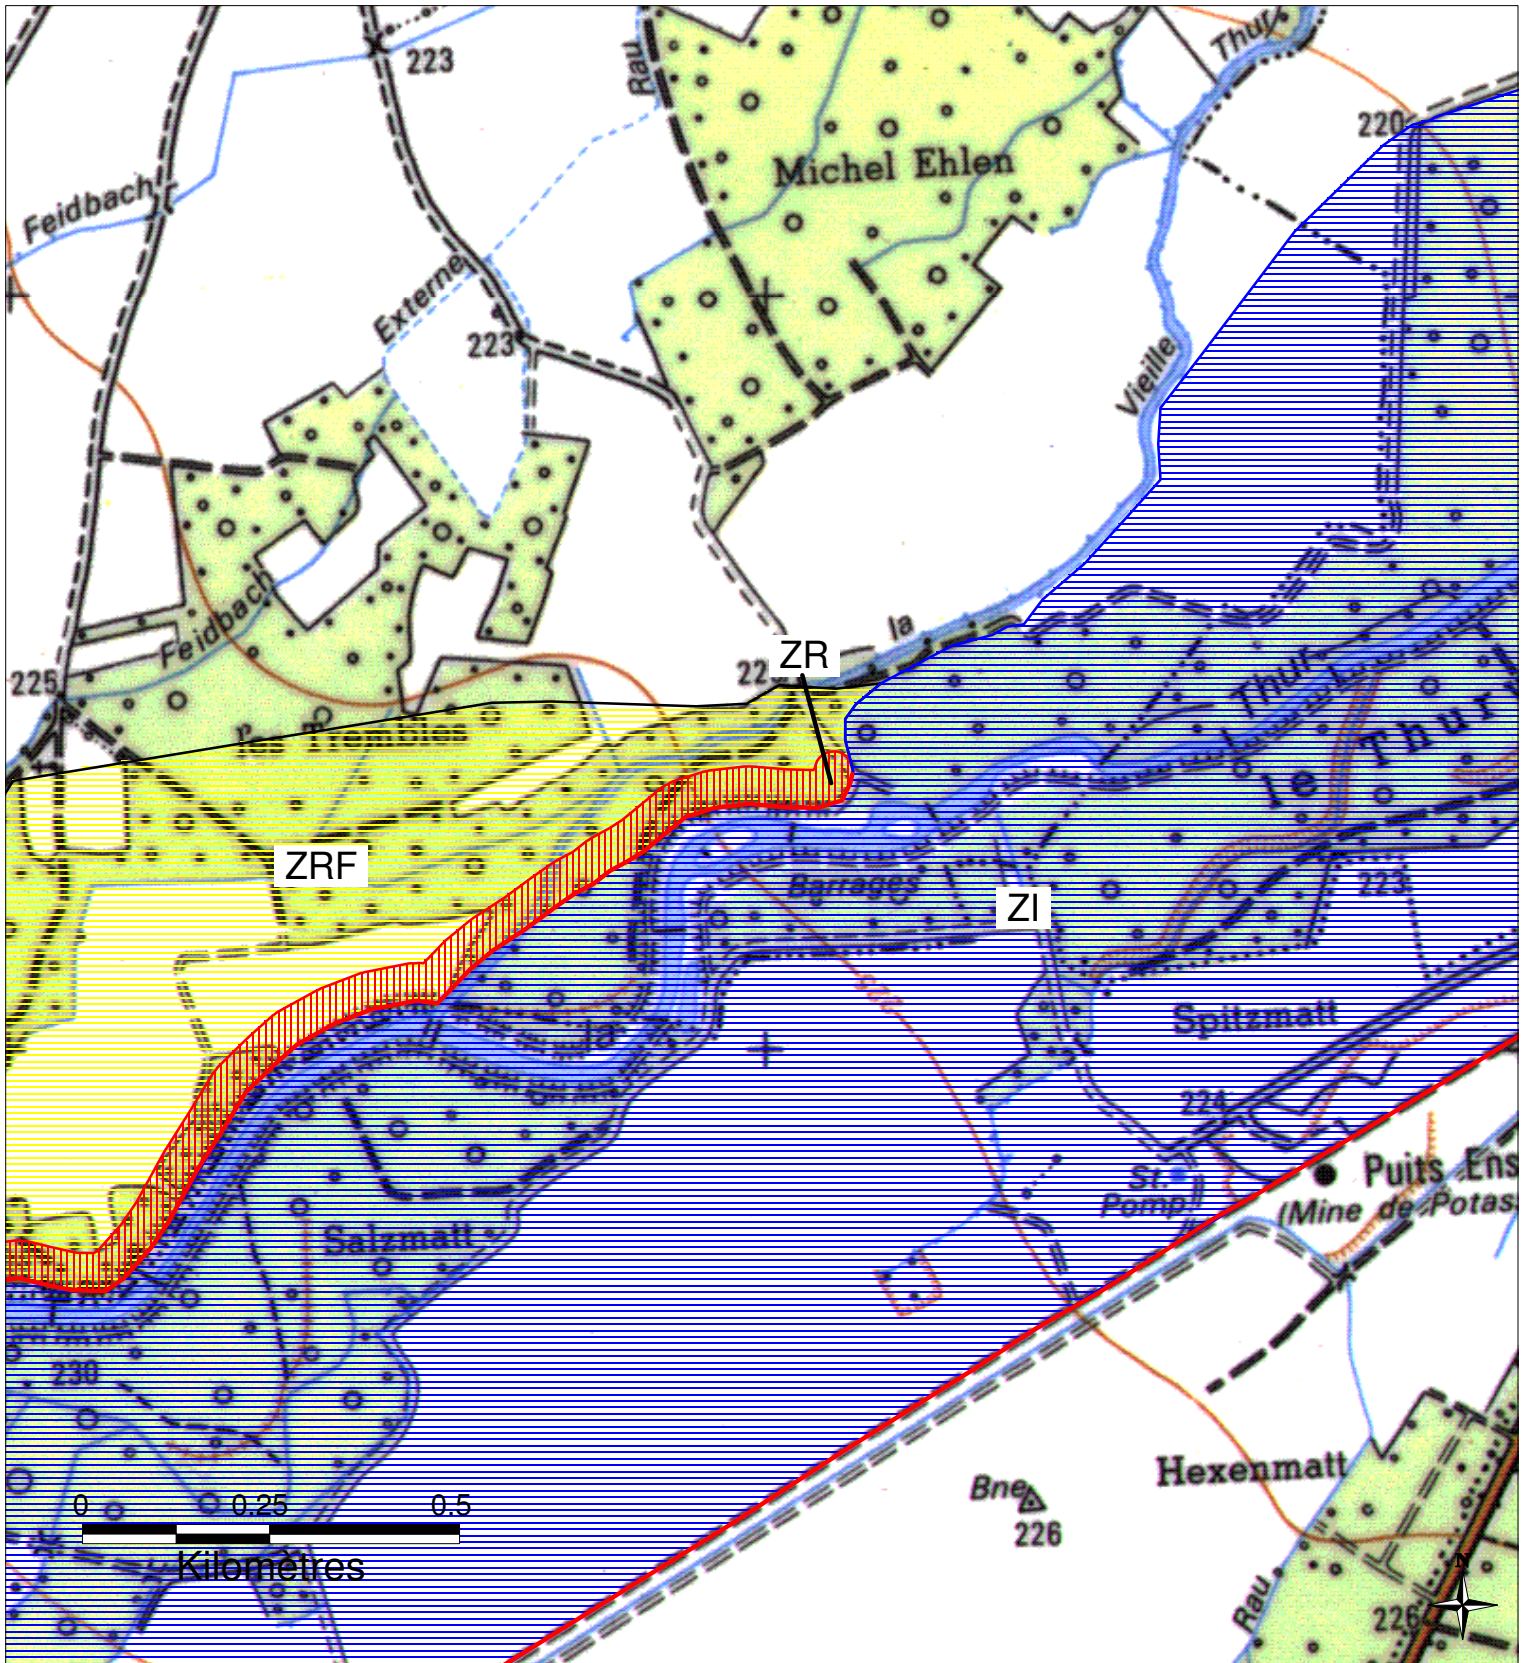 223
Rau
Thur
220
Michel Ehlen
Feidbach
Externe
223
Vieille
Feidbach
la
225
22
ZR
Thur
les Trembles
le Thur
ZRF
Barrages
223
ZI
225
Spitzmatt
la
224
St.
Pomp.
Puits Ens
(Mine de Potas
Salzmatt
230
Hexenmatt
Bne
226
0 0.25 0.5
Kilomètres
N
Rau
226